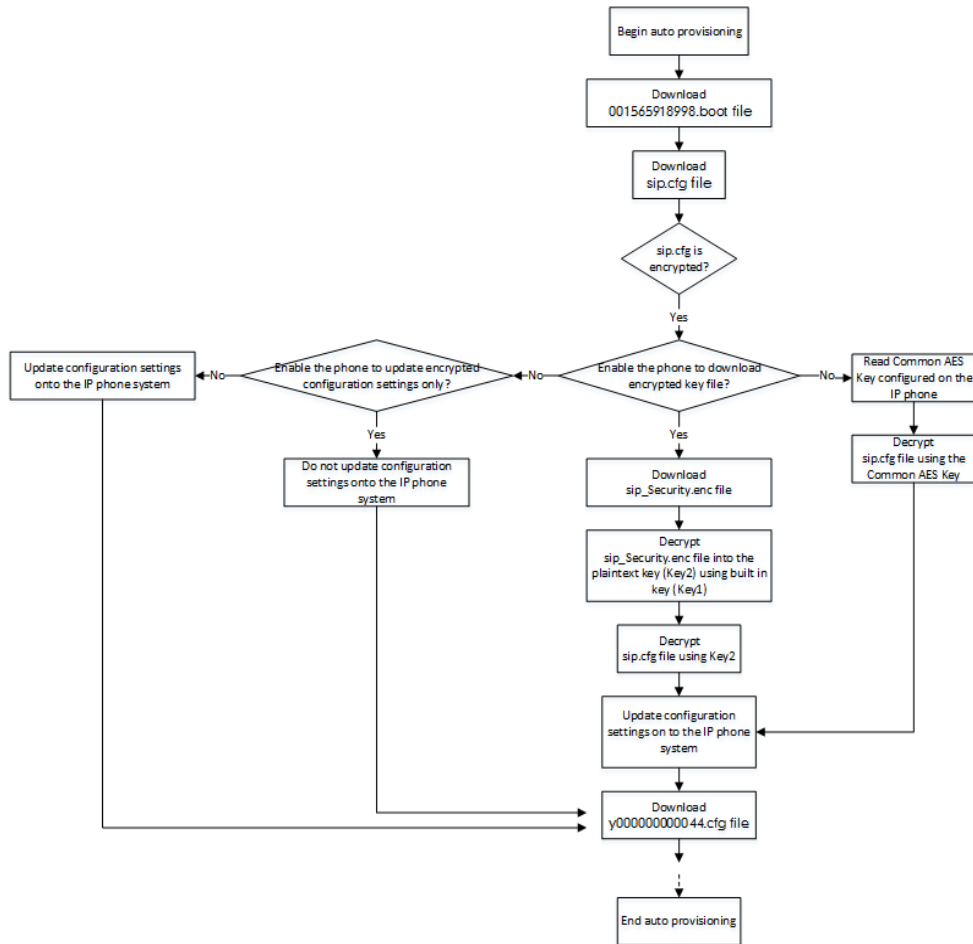 Begin auto provisioning
Download
001565918998.boot file
Download
sip.cfg file
sip.cfg is
encrypted?
Yes
Update configuration settings
onto the IP phone system
No
Enable the phone to update encrypted
configuration settings only?
No
Enable the phone to download
encrypted key file?
No
Read Common AES
Key configured on the
IP phone
Yes
Yes
Do not update configuration
settings onto the IP phone
system
Download
sip_Security.enc file
Decrypt
sip.cfg file using the
Common AES Key
Decrypt
sip_Security.enc file into the
plaintext key (Key2) using built in
key (Key1)
Decrypt
sip.cfg file using Key2
Update configuration
settings on to the IP phone
system
Download
y000000000044.cfg file
End auto provisioning